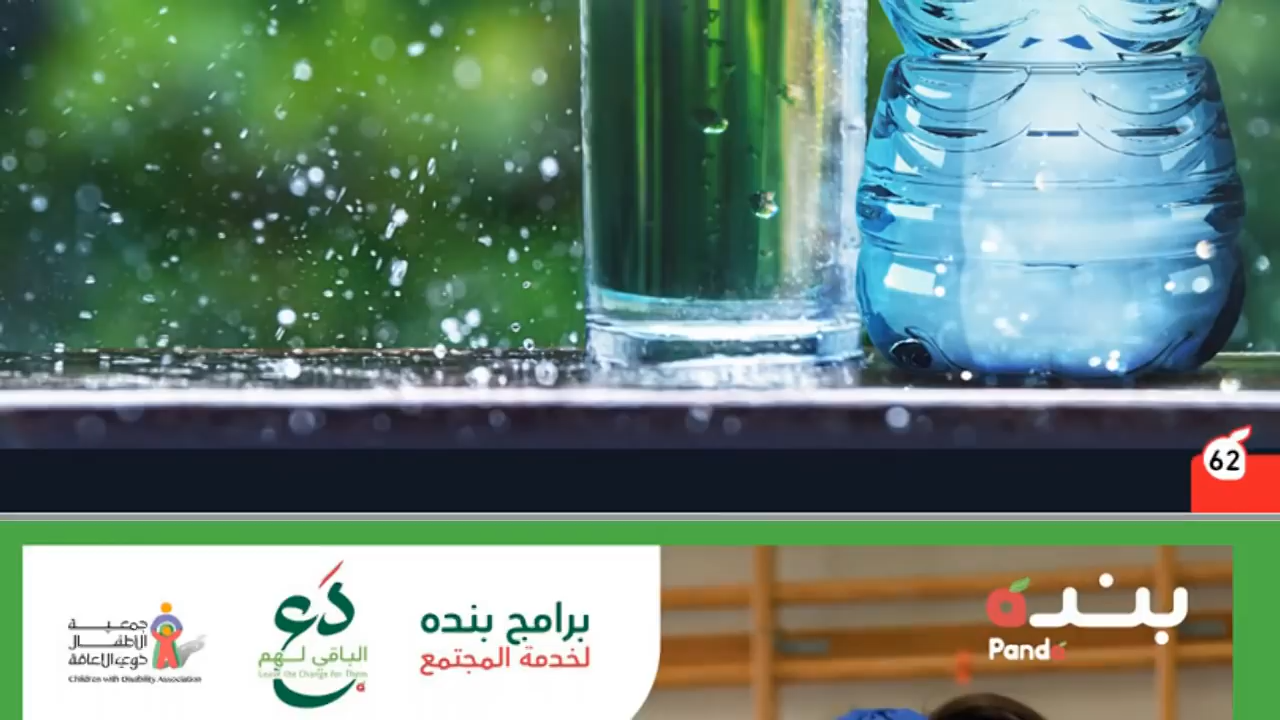 62
بنده
Panda
برامج بنده
لخدمة المجتمع
دع
الباقي لهم
Leave the Change for Them
جمعية
الأطفال
ذوي الإعاقة
Children with Disability Association